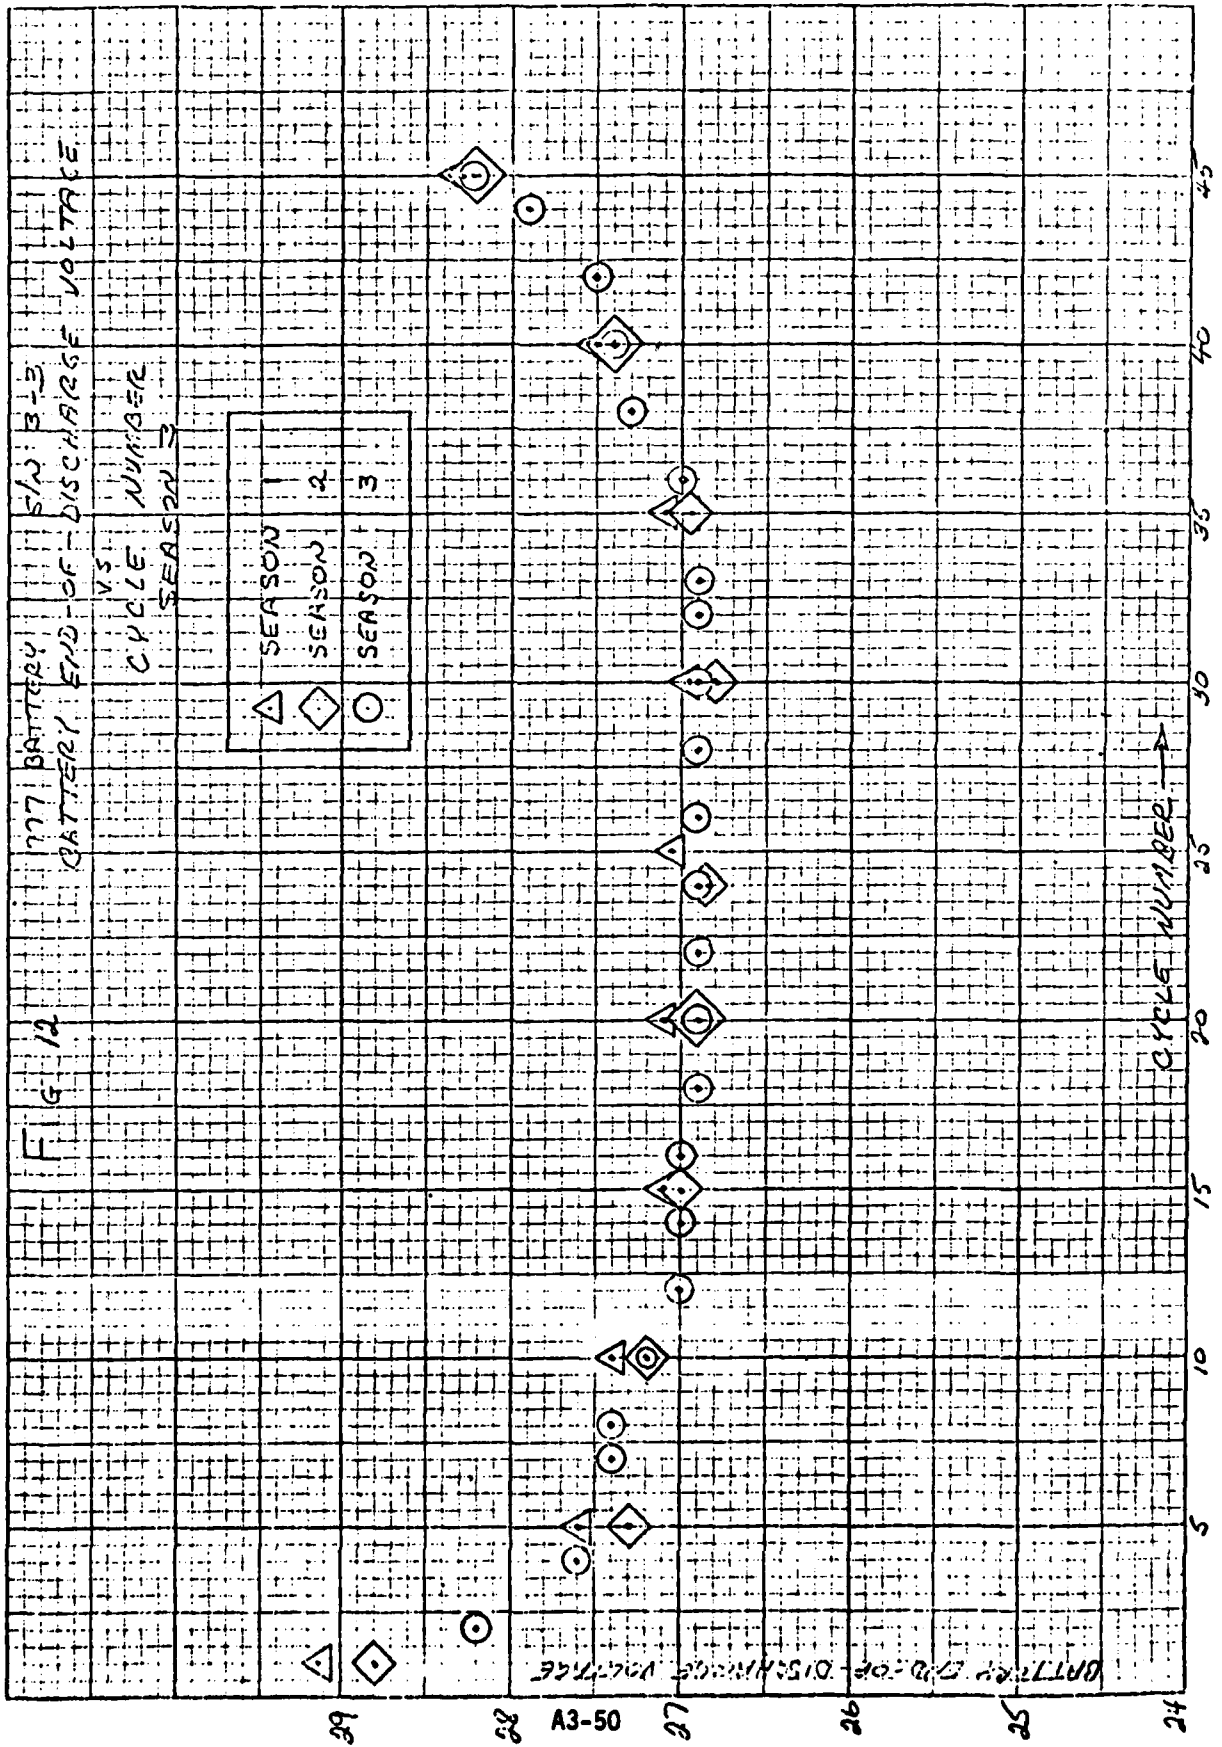 FIG 12
777 BATTERY S/N 3-3
BATTERY END-OF-DISCHARGE VOLTAGE
VS
CYCLE NUMBER
SEASON 3
SEASON 1
SEASON 2
SEASON 3
BATTERY END-OF-DISCHARGE VOLTAGE
29
28
27
26
25
24
5
10
15
20
25
30
35
40
45
CYCLE NUMBER
A3-50